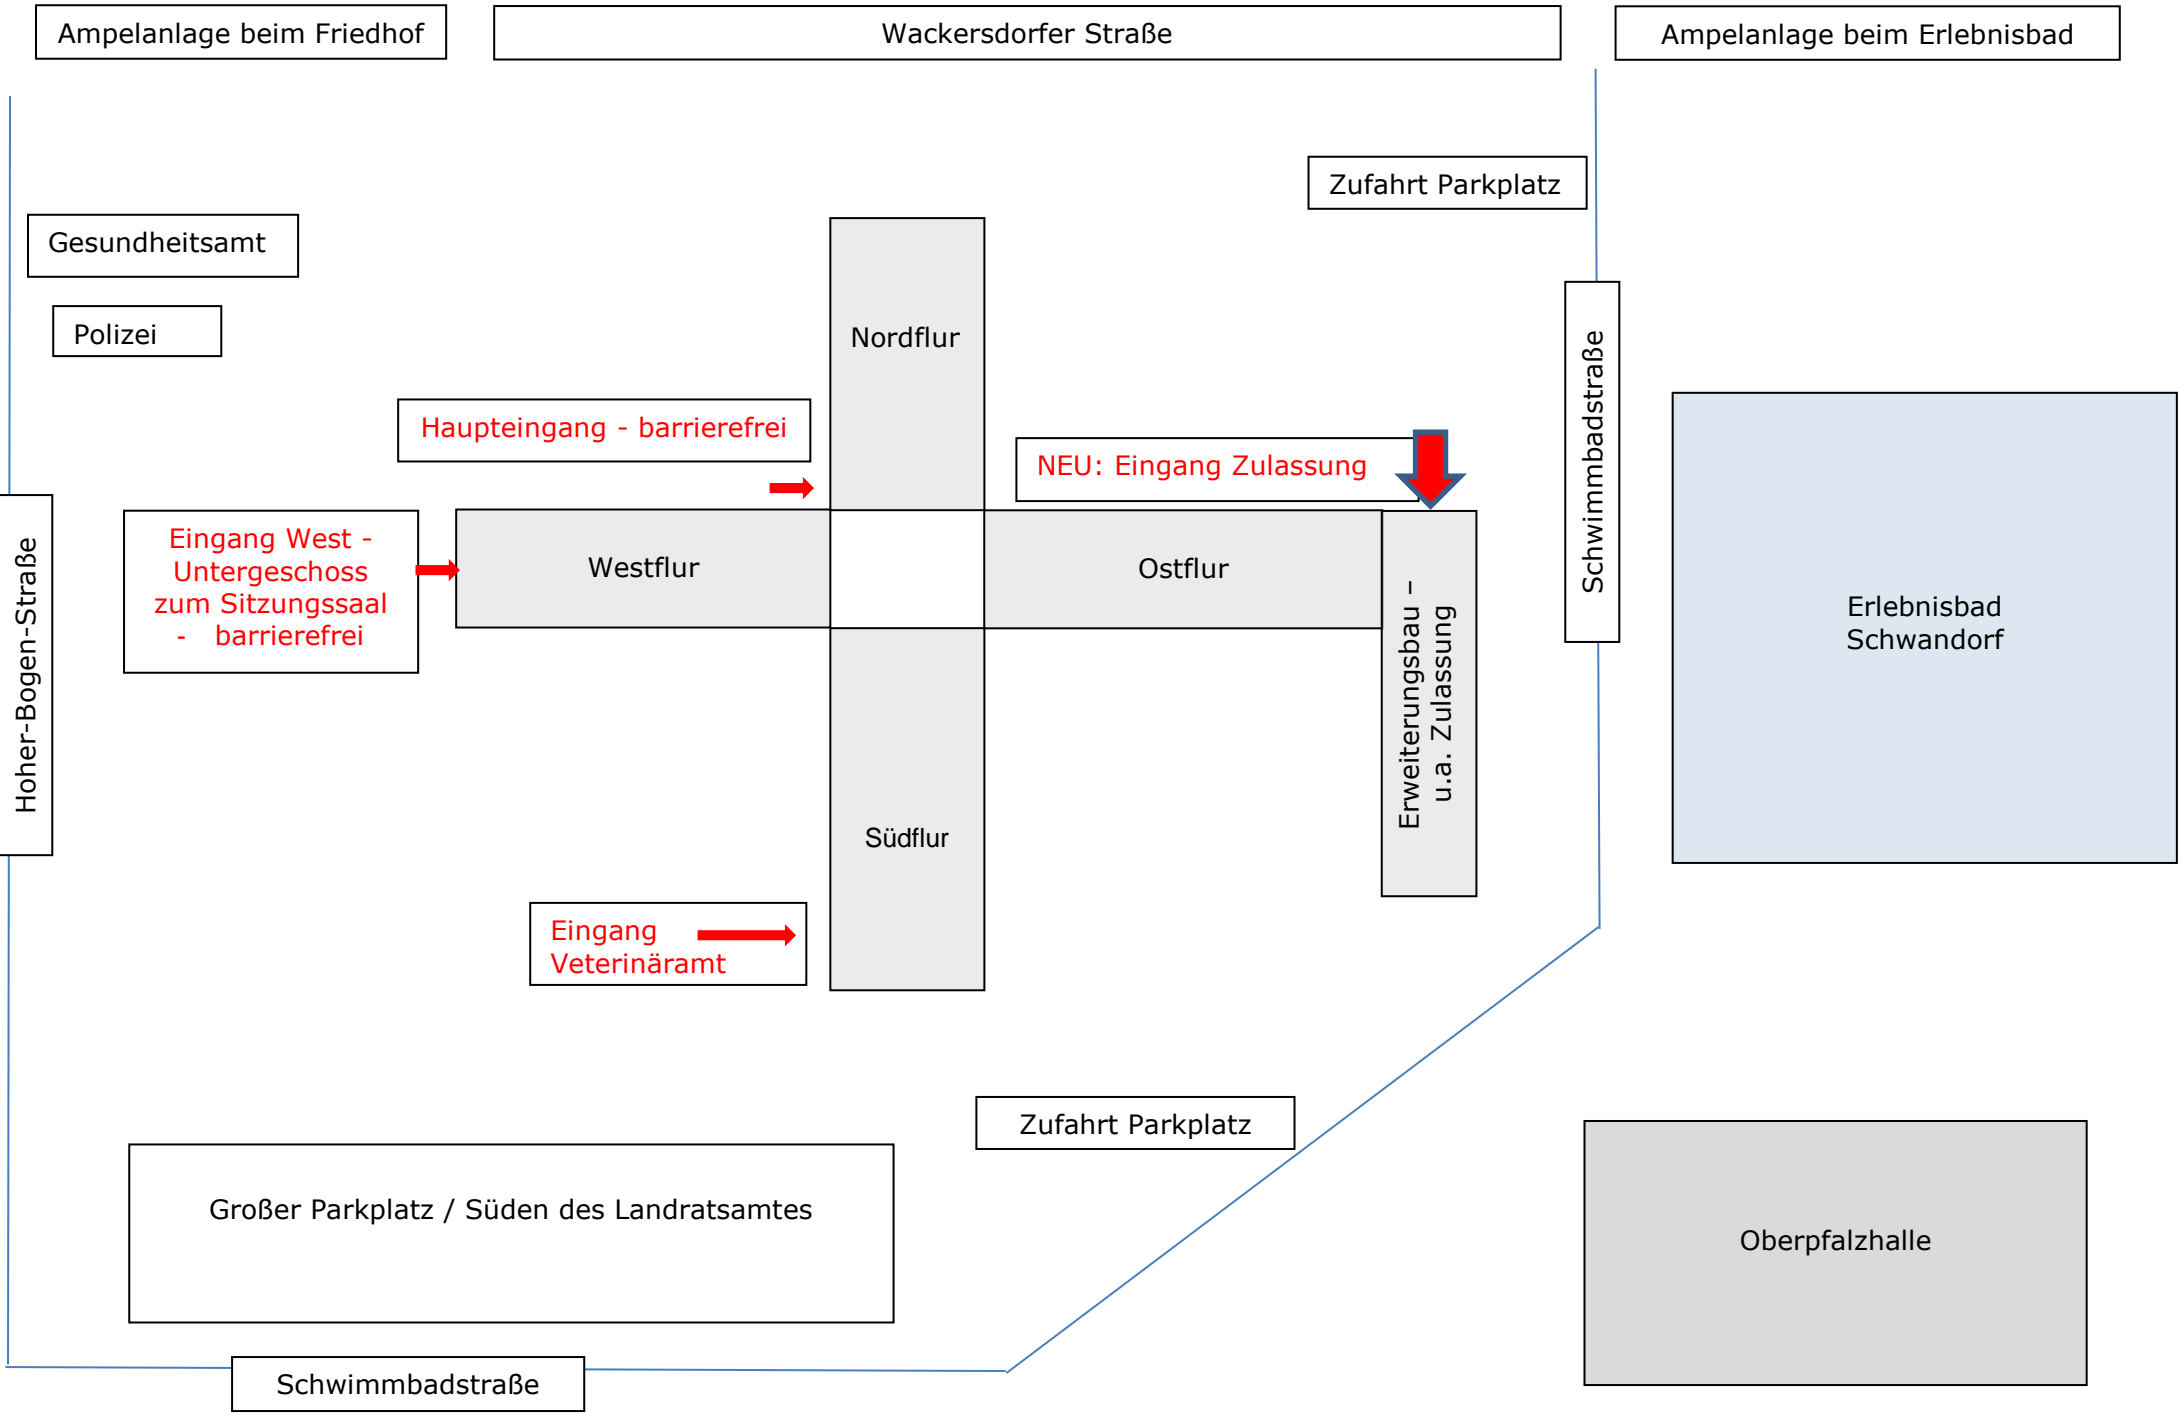 Ampelanlage beim Friedhof
Wackersdorfer Straße
Ampelanlage beim Erlebnisbad
Zufahrt Parkplatz
Gesundheitsamt
Polizei
Nordflur
Haupteingang - barrierefrei
NEU: Eingang Zulassung
Schwimmbadstraße
Hoher-Bogen-Straße
Eingang West -
Untergeschoss
zum Sitzungssaal
- barrierefrei
Westflur
Ostflur
Erweiterungsbau –
u.a. Zulassung
Erlebnisbad
Schwandorf
Südflur
Eingang
Veterinäramt
Zufahrt Parkplatz
Großer Parkplatz / Süden des Landratsamtes
Oberpfalzhalle
Schwimmbadstraße